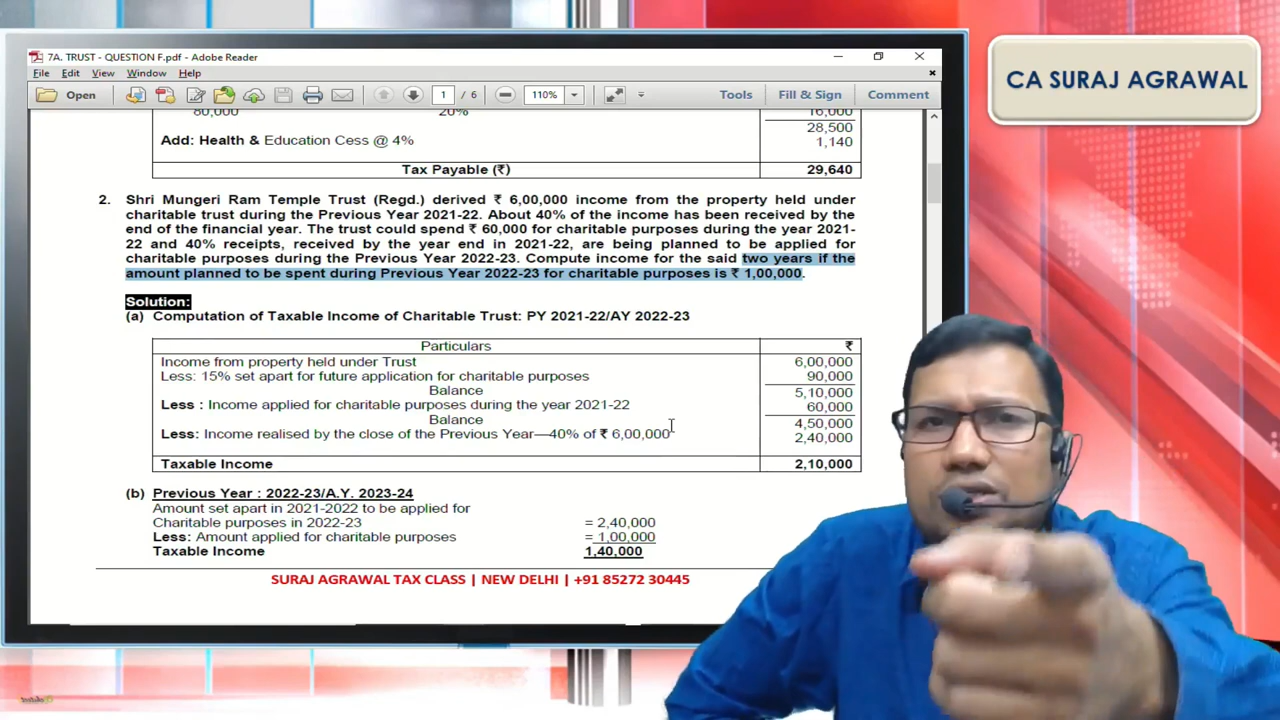 CA SURAJ AGRAWAL
7A. TRUST - QUESTION F.pdf - Adobe Reader
File Edit View Window Help
Open 1 / 6 110% Tools Fill & Sign Comment
80,000 20% 16,000
28,500
Add: Health & Education Cess @ 4% 1,140
Tax Payable (₹) 29,640
2. Shri Mungeri Ram Temple Trust (Regd.) derived ₹ 6,00,000 income from the property held under
charitable trust during the Previous Year 2021-22. About 40% of the income has been received by the
end of the financial year. The trust could spend ₹ 60,000 for charitable purposes during the year 2021-
22 and 40% receipts, received by the year end in 2021-22, are being planned to be applied for
charitable purposes during the Previous Year 2022-23. Compute income for the said two years if the
amount planned to be spent during Previous Year 2022-23 for charitable purposes is ₹ 1,00,000.
Solution:
(a) Computation of Taxable Income of Charitable Trust: PY 2021-22/AY 2022-23
Particulars ₹
Income from property held under Trust 6,00,000
Less: 15% set apart for future application for charitable purposes 90,000
Balance 5,10,000
Less : Income applied for charitable purposes during the year 2021-22 60,000
Balance 4,50,000
Less: Income realised by the close of the Previous Year—40% of ₹ 6,00,000 2,40,000
Taxable Income 2,10,000
(b) Previous Year : 2022-23/A.Y. 2023-24
Amount set apart in 2021-2022 to be applied for
Charitable purposes in 2022-23 = 2,40,000
Less: Amount applied for charitable purposes = 1,00,000
Taxable Income 1,40,000
SURAJ AGRAWAL TAX CLASS | NEW DELHI | +91 85272 30445